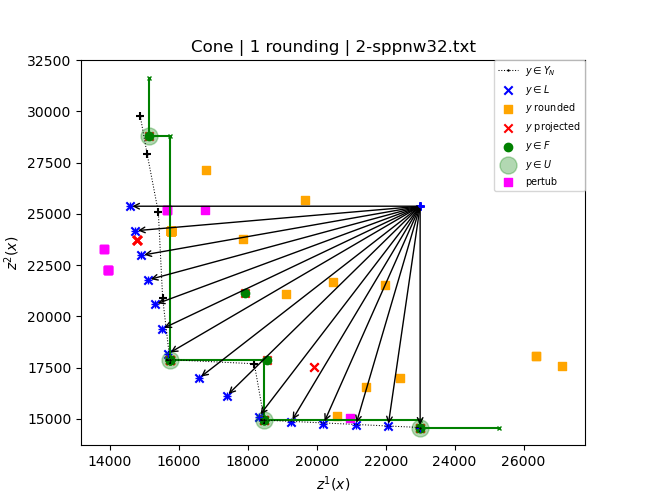 Cone | 1 rounding | 2-sppnw32.txt
32500
30000
27500
25000
22500
20000
17500
15000
z²(x)
y ∈ Y_N
y ∈ L
y rounded
y projected
y ∈ F
y ∈ U
pertub
14000 16000 18000 20000 22000 24000 26000
z¹(x)